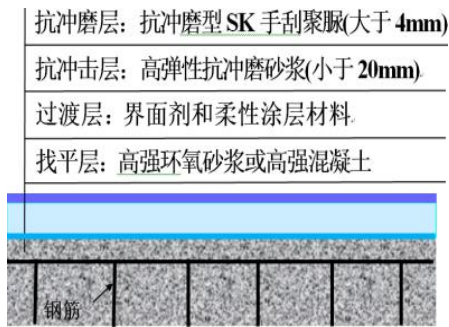 抗冲磨层：抗冲磨型SK手刮聚脲(大于4mm)
抗冲击层：高弹性抗冲磨砂浆(小于20mm)
过渡层：界面剂和柔性涂层材料
找平层：高强环氧砂浆或高强混凝土
钢筋